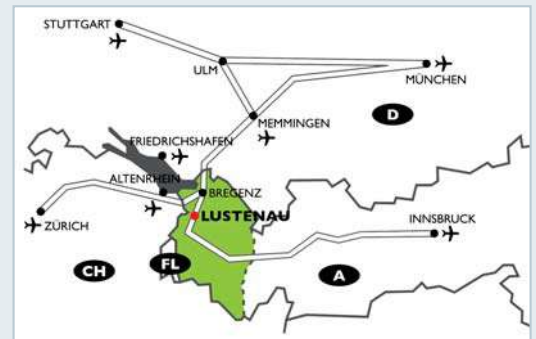 STUTTGART
ULM
MÜNCHEN
D
MEMMINGEN
FRIEDRICHSHAFEN
ALTENRHEIN
BREGENZ
LUSTENAU
ZÜRICH
INNSBRUCK
CH
FL
A